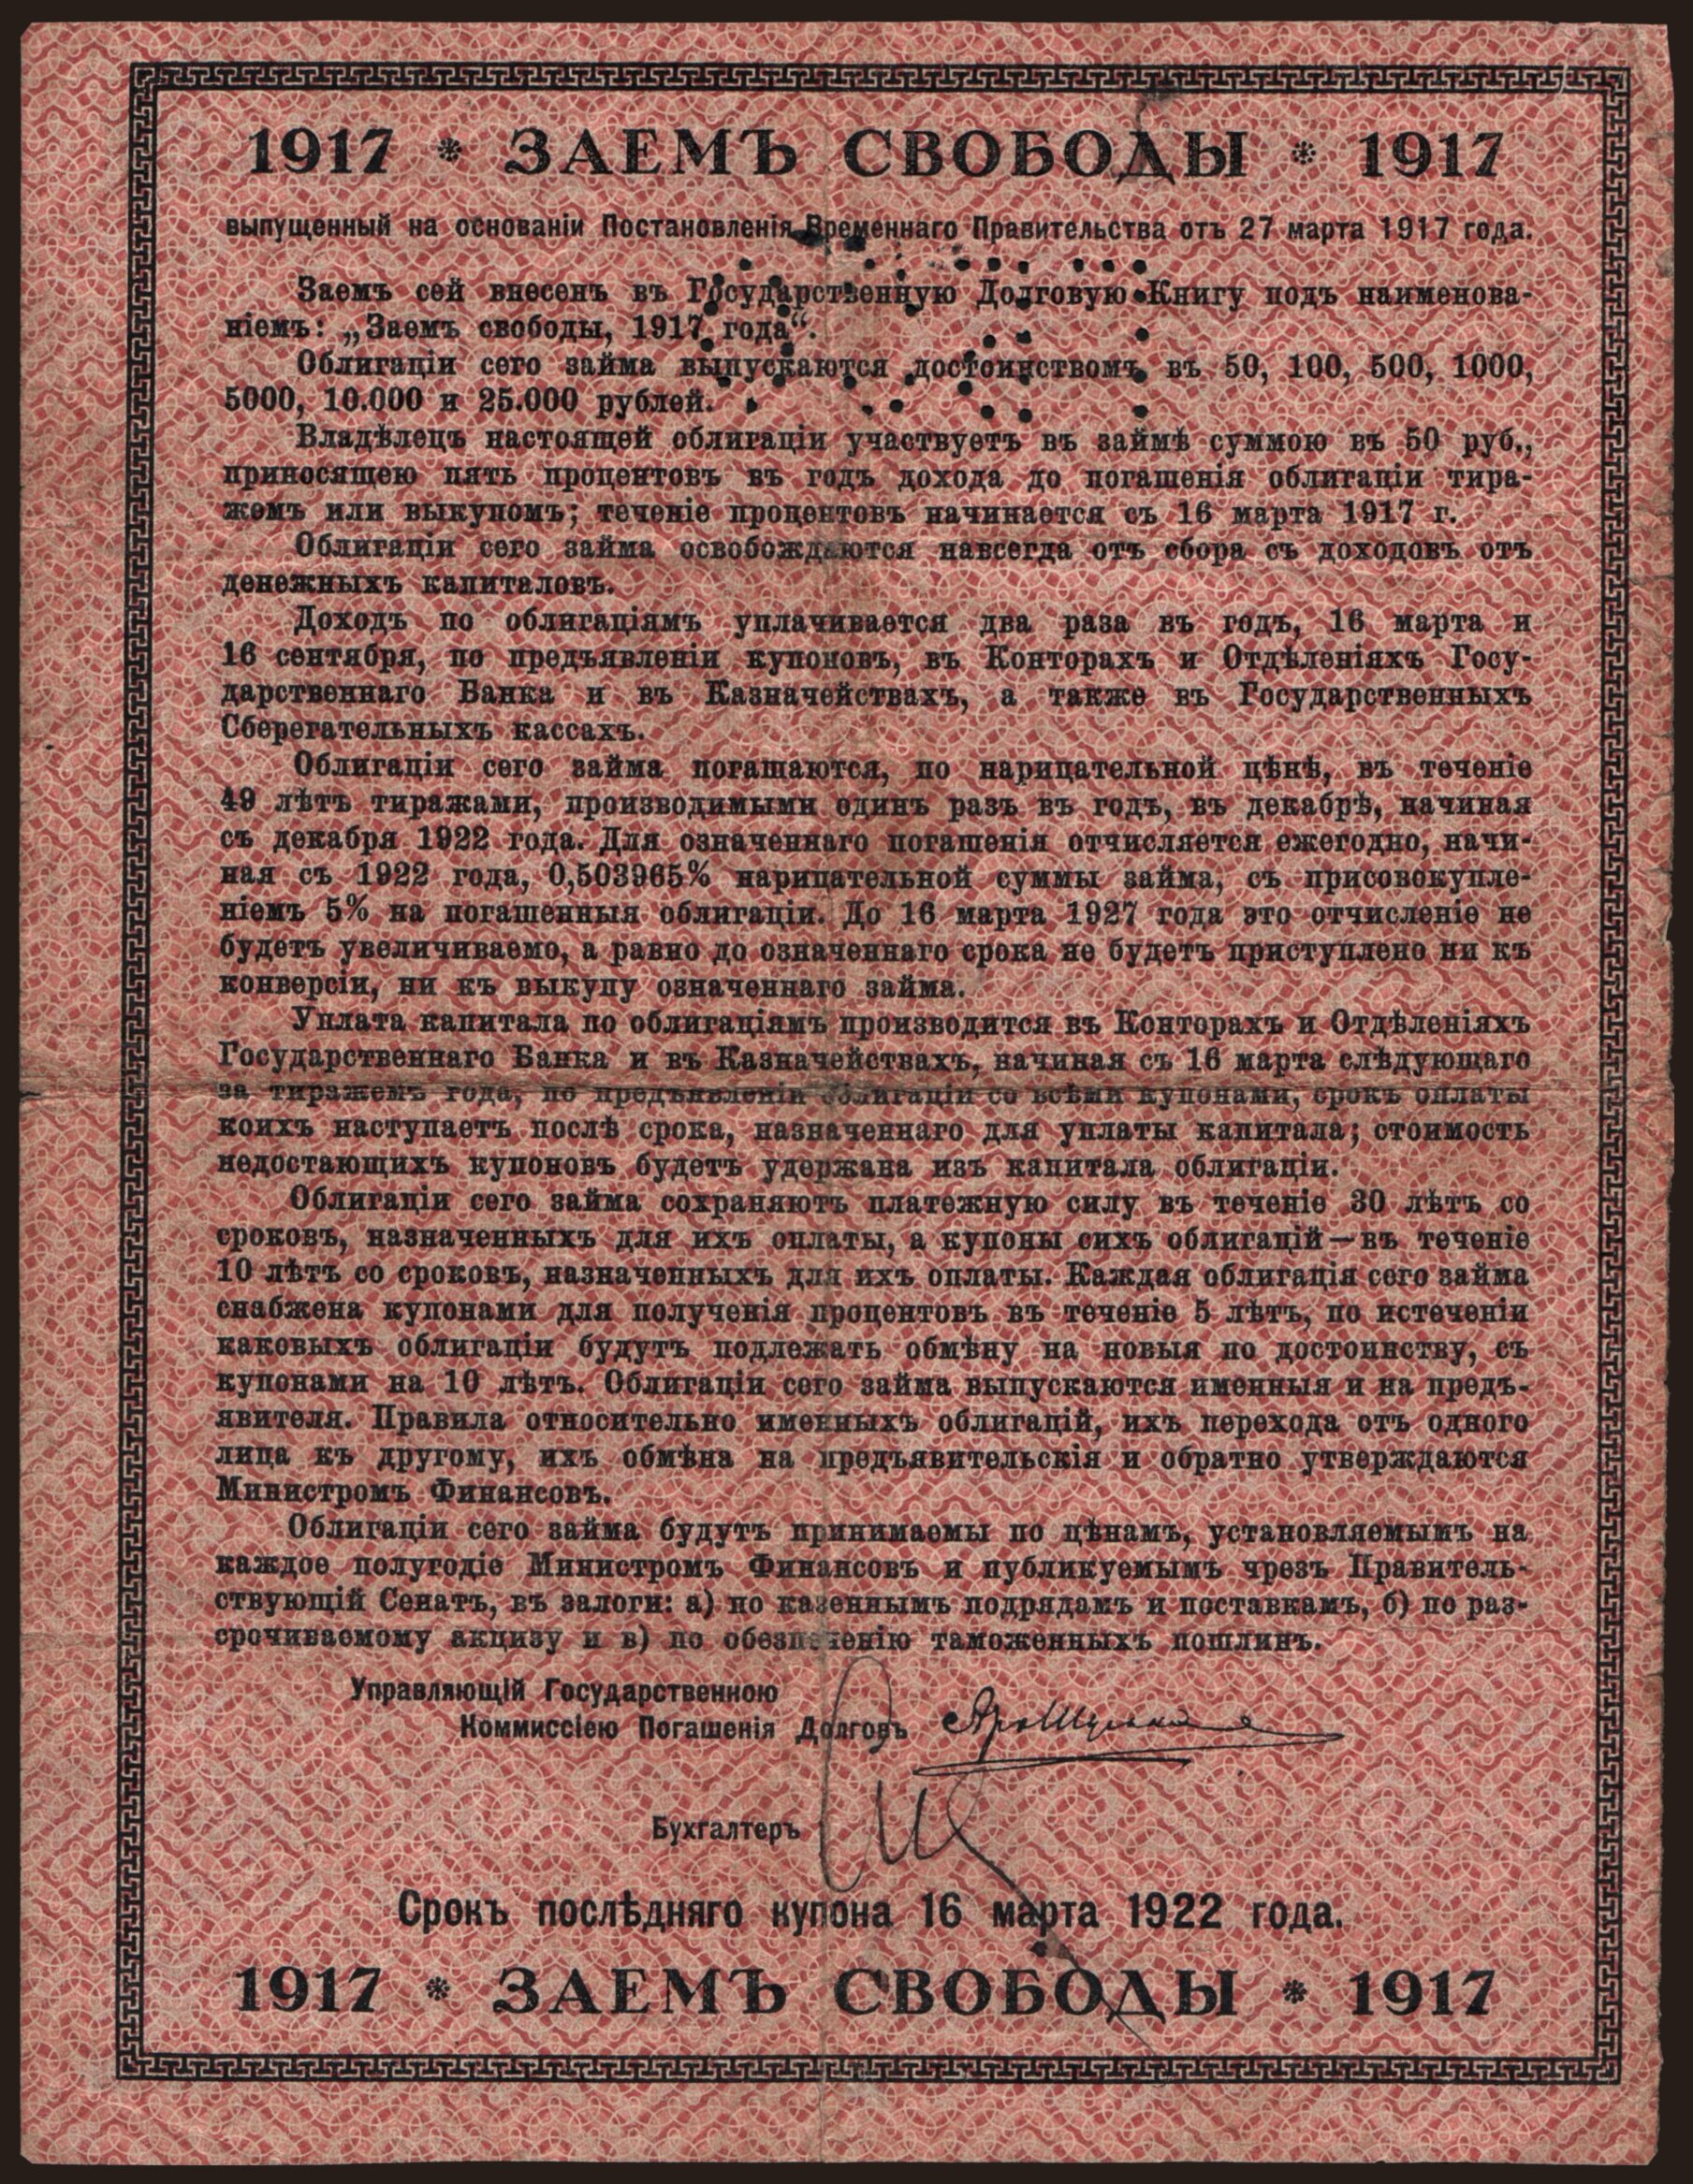 1917 * ЗАЕМЪ СВОБОДЫ * 1917
выпущенный на основаніи Постановленія Временнаго Правительства отъ 27 марта 1917 года.
Заемъ сей внесенъ въ Государственную Долговую Книгу подъ наименова-
ніемъ: „Заемъ свободы, 1917 года“.
Облигаціи сего займа выпускаются достоинствомъ въ 50, 100, 500, 1000,
5000, 10.000 и 25.000 рублей.
Владѣлецъ настоящей облигаціи участвуетъ въ займѣ суммою въ 50 руб.,
приносящею пять процентовъ въ годъ дохода до погашенія облигаціи тира-
жемъ или выкупомъ; теченіе процентовъ начинается съ 16 марта 1917 г.
Облигаціи сего займа освобождаются навсегда отъ сбора съ доходовъ отъ
денежныхъ капиталовъ.
Доходъ по облигаціямъ уплачивается два раза въ годъ, 16 марта и
16 сентября, по предъявленіи купоновъ, въ Конторахъ и Отдѣленіяхъ Госу-
дарственнаго Банка и въ Казначействахъ, а также въ Государственныхъ
Сберегательныхъ кассахъ.
Облигаціи сего займа погашаются, по нарицательной цѣнѣ, въ теченіе
49 лѣтъ тиражами, производимыми одинъ разъ въ годъ, въ декабрѣ, начиная
съ декабря 1922 года. Для означеннаго погашенія отчисляется ежегодно, начи-
ная съ 1922 года, 0,503965% нарицательной суммы займа, съ присовокупле-
ніемъ 5% на погашенныя облигаціи. До 16 марта 1927 года это отчисленіе не
будетъ увеличиваемо, а равно до означеннаго срока не будетъ приступлено ни къ
конверсіи, ни къ выкупу означеннаго займа.
Уплата капитала по облигаціямъ производится въ Конторахъ и Отдѣленіяхъ
Государственнаго Банка и въ Казначействахъ, начиная съ 16 марта слѣдующаго
за тиражемъ года, по предъявленіи облигаціи со всѣми купонами, срокъ оплаты
коихъ наступаетъ послѣ срока, назначеннаго для уплаты капитала; стоимость
недостающихъ купоновъ будетъ удержана изъ капитала облигаціи.
Облигаціи сего займа сохраняютъ платежную силу въ теченіе 30 лѣтъ со
сроковъ, назначенныхъ для ихъ оплаты, а купоны сихъ облигацій—въ теченіе
10 лѣтъ со сроковъ, назначенныхъ для ихъ оплаты. Каждая облигація сего займа
снабжена купонами для полученія процентовъ въ теченіе 5 лѣтъ, по истеченіи
каковыхъ облигаціи будутъ подлежать обмѣну на новыя по достоинству, съ
купонами на 10 лѣтъ. Облигаціи сего займа выпускаются именныя и на предъ-
явителя. Правила относительно именныхъ облигацій, ихъ перехода отъ одного
лица къ другому, ихъ обмѣна на предъявительскія и обратно утверждаются
Министромъ Финансовъ.
Облигаціи сего займа будутъ принимаемы по цѣнамъ, установляемымъ на
каждое полугодіе Министромъ Финансовъ и публикуемымъ чрезъ Правитель-
ствующій Сенатъ, въ залоги: а) по казеннымъ подрядамъ и поставкамъ, б) по раз-
срочиваемому акцизу и в) по обезпеченію таможенныхъ пошлинъ.
Управляющій Государственною
Коммиссіею Погашенія Долговъ
Бухгалтеръ
Срокъ послѣдняго купона 16 марта 1922 года.
1917 * ЗАЕМЪ СВОБОДЫ * 1917